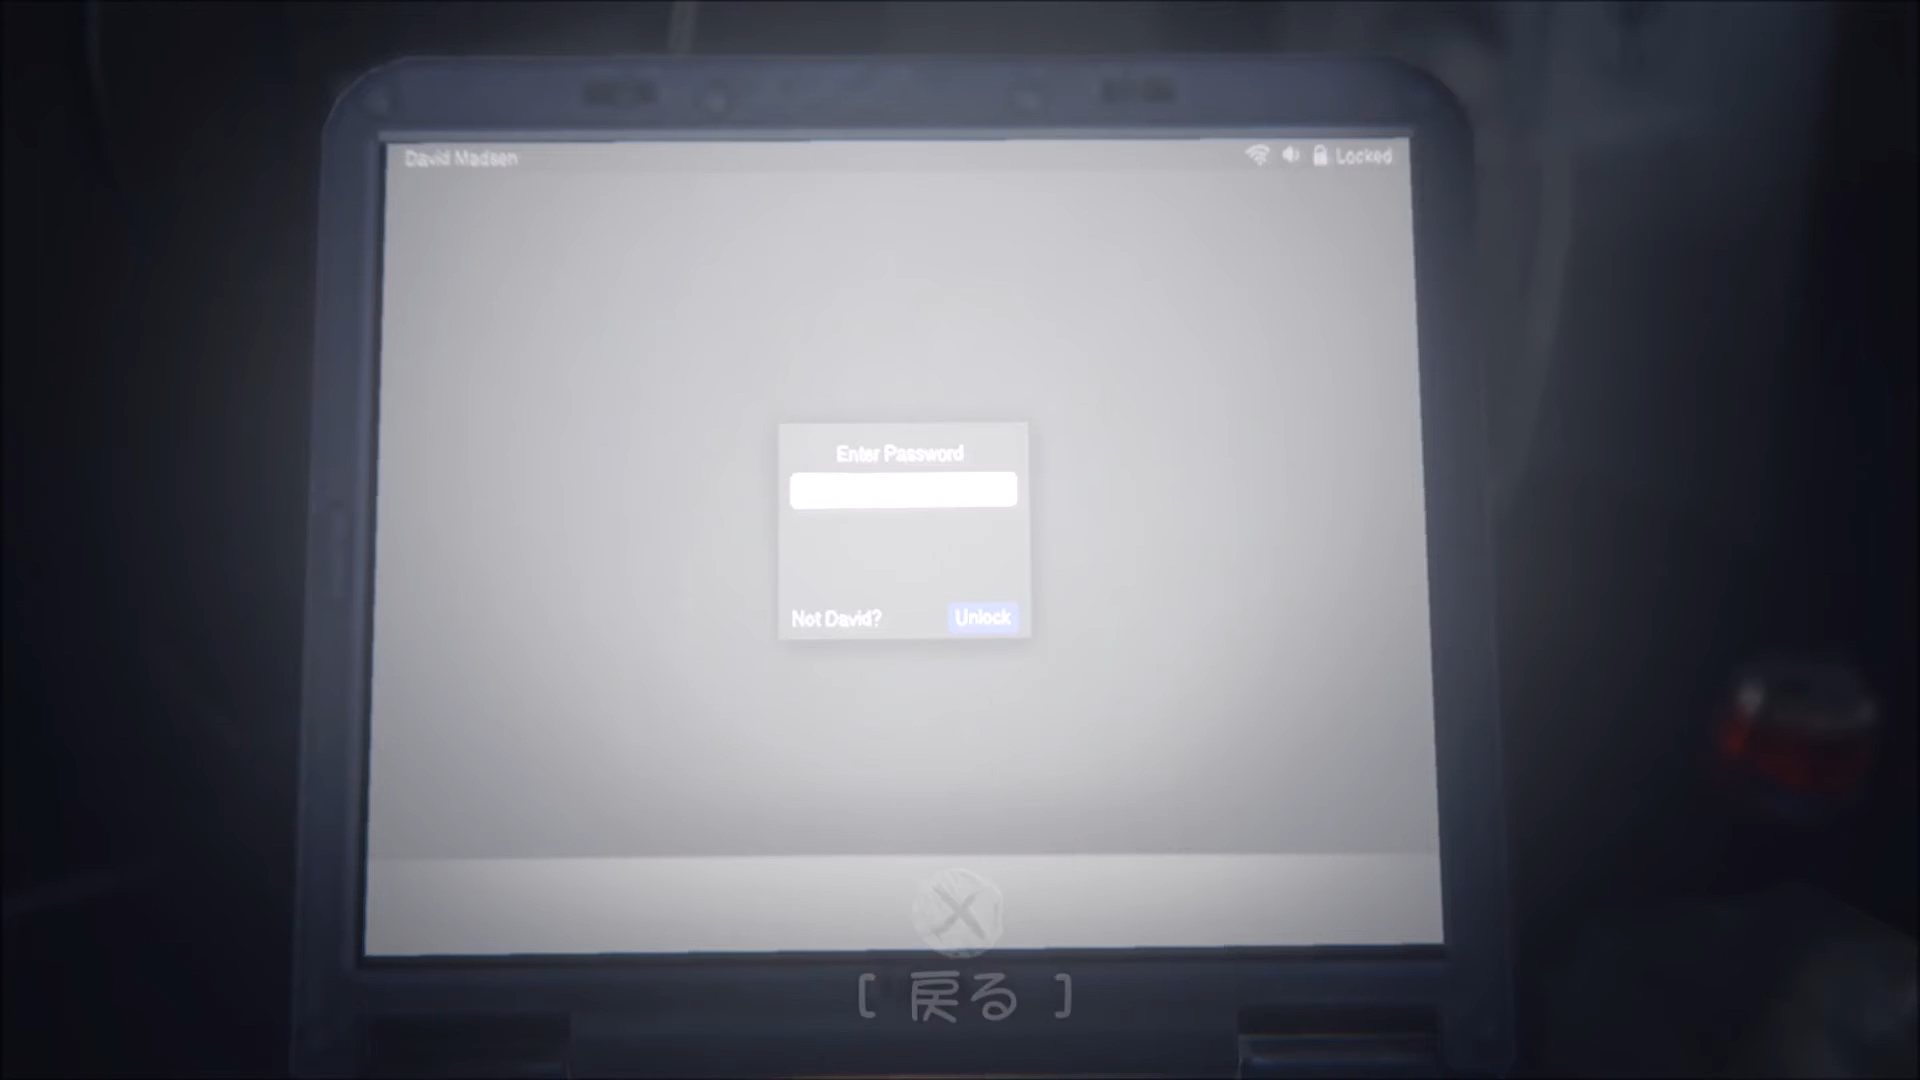 David Madsen
Locked
Enter Password
Not David?
Unlock
X
[ 戻る ]